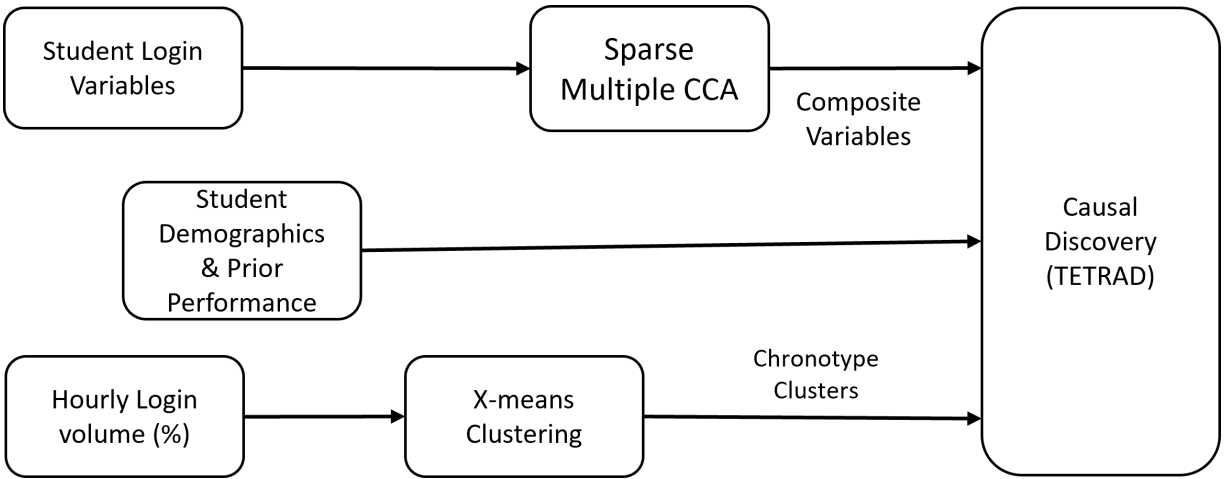 Student Login
Variables
Sparse
Multiple CCA
Composite
Variables
Student
Demographics
& Prior
Performance
Causal
Discovery
(TETRAD)
Hourly Login
volume (%)
X-means
Clustering
Chronotype
Clusters